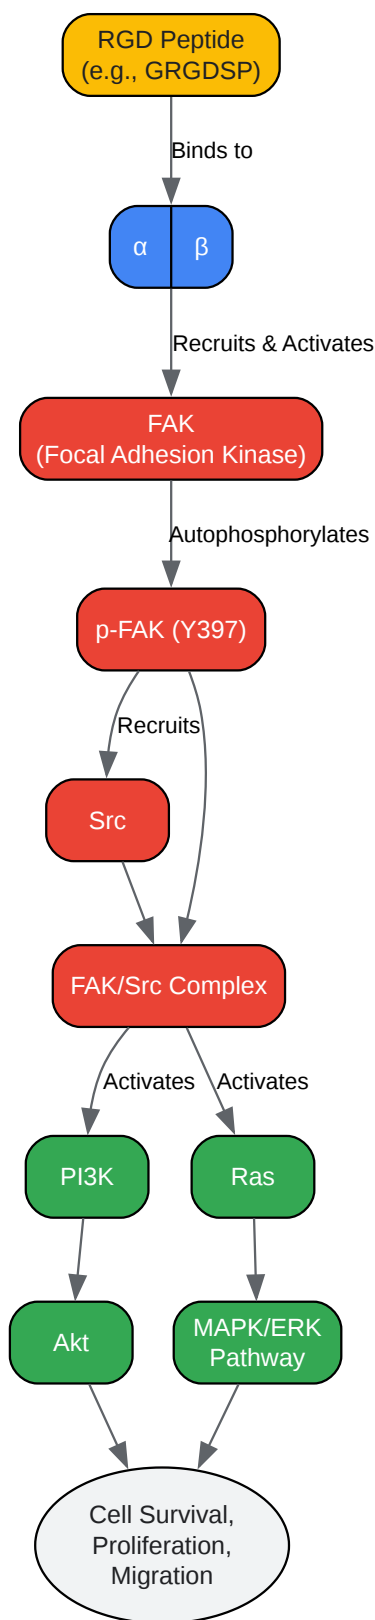 RGD Peptide
(e.g., GRGDSP)
Binds to
α β
Recruits & Activates
FAK
(Focal Adhesion Kinase)
Autophosphorylates
p-FAK (Y397)
Recruits
Src
FAK/Src Complex
Activates Activates
PI3K Ras
Akt
MAPK/ERK
Pathway
Cell Survival,
Proliferation,
Migration